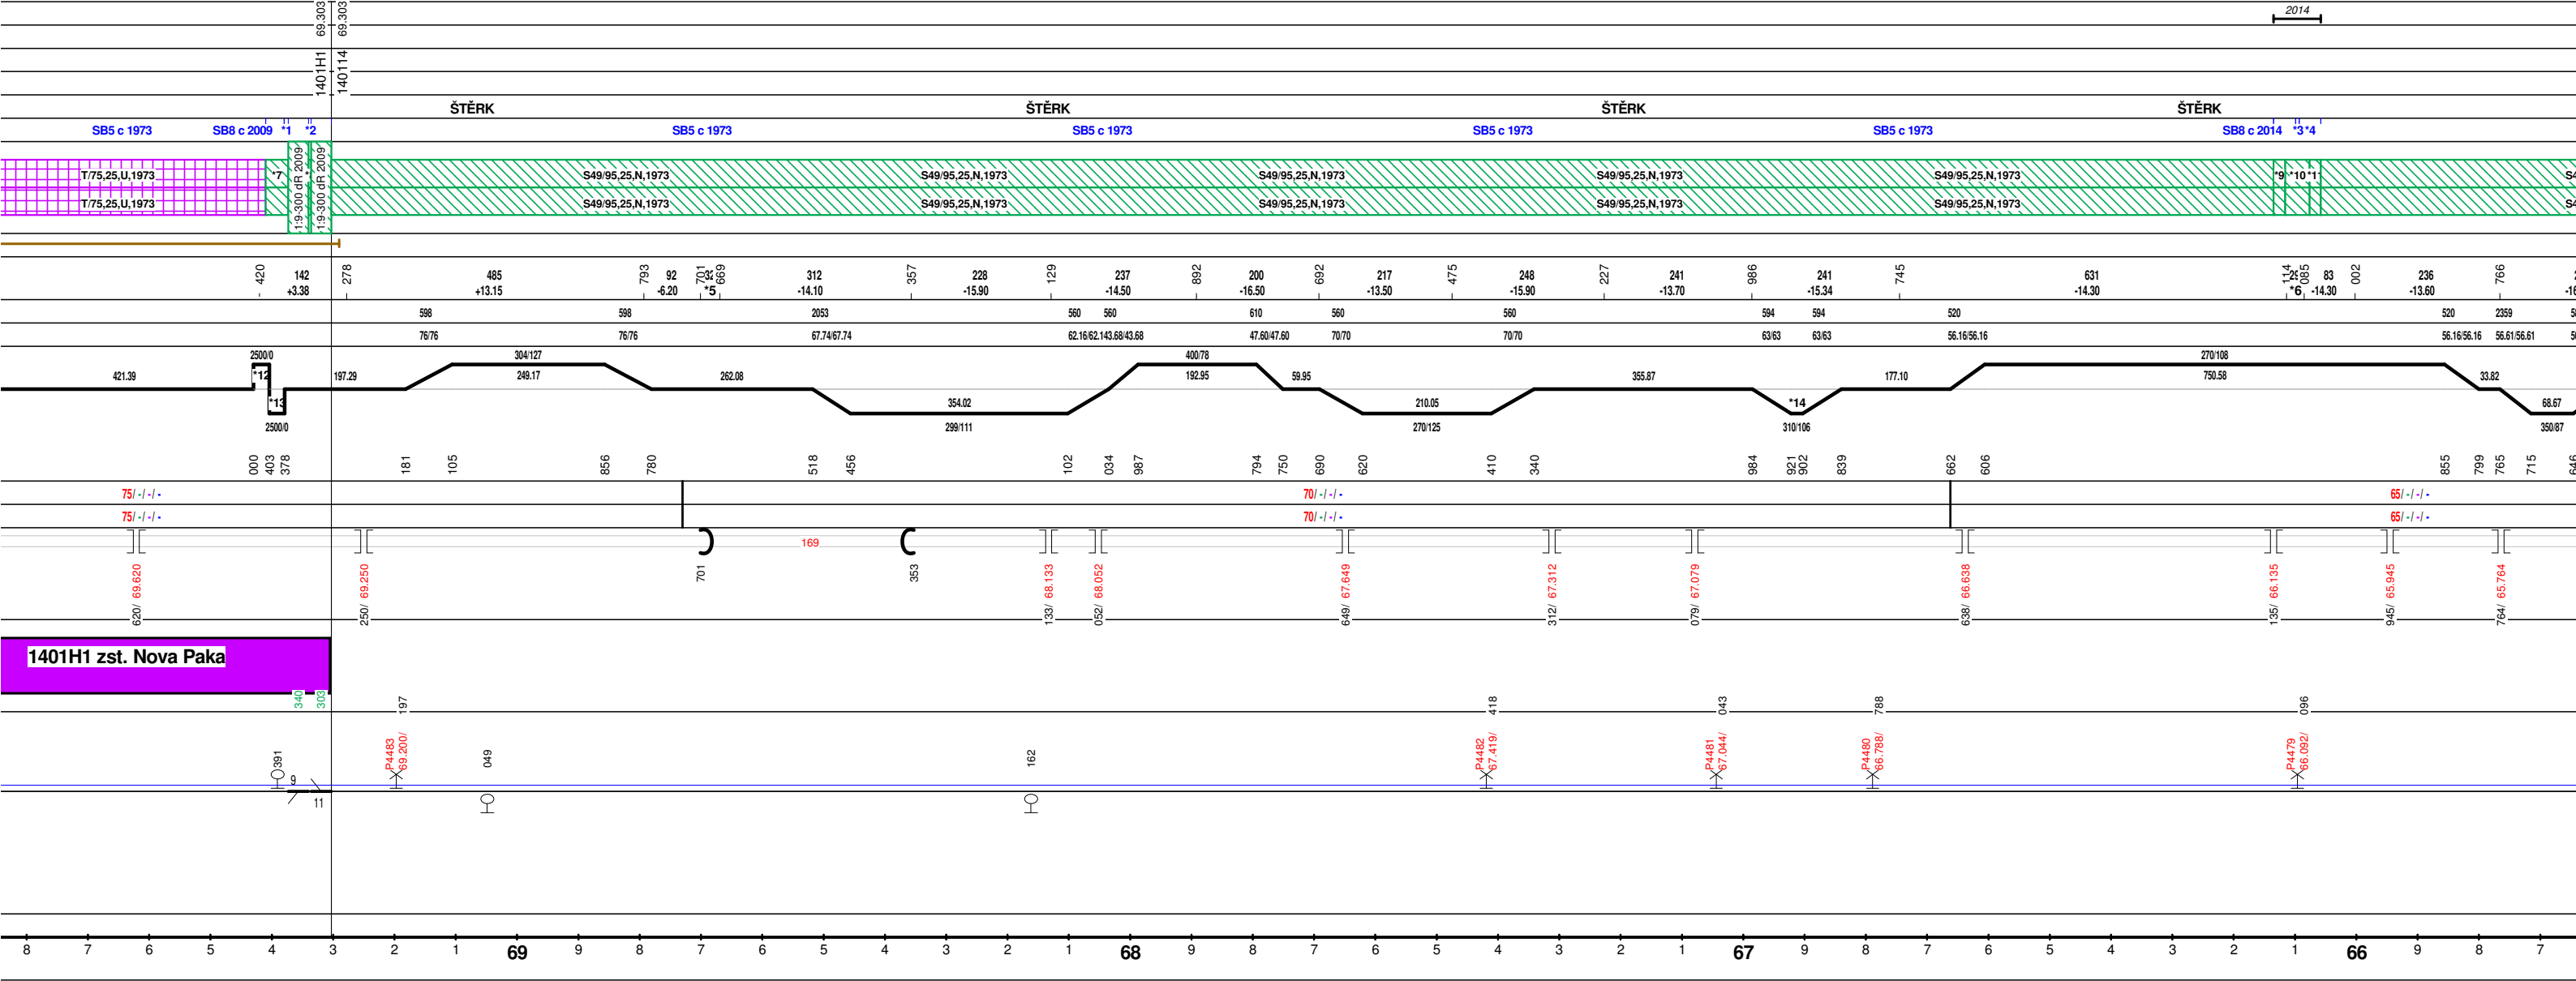 69.303 69.303
2014
1401H1 140114
ŠTĚRK ŠTĚRK ŠTĚRK ŠTĚRK
SB5 c 1973 SB8 c 2009 *1 *2 SB5 c 1973 SB5 c 1973 SB5 c 1973 SB5 c 1973 SB8 c 2014 *3 *4
T/75,25,U,1973 *7 1:9-300 dR 2009 1:9-300 dR 2009 S49/95,25,N,1973 S49/95,25,N,1973 S49/95,25,N,1973 S49/95,25,N,1973 S49/95,25,N,1973 *9 *10 *1 S4
T/75,25,U,1973 S49/95,25,N,1973 S49/95,25,N,1973 S49/95,25,N,1973 S49/95,25,N,1973 S49/95,25,N,1973 S4
420 142 278 485 793 92 701 669 312 357 228 129 237 892 200 692 217 475 248 227 241 986 241 745 631 114 085 83 002 236 766
+3.38 +13.15 -6.20 *5 -14.10 -15.90 -14.50 -16.50 -13.50 -15.90 -13.70 -15.34 -14.30 *6 -14.30 -13.60
598 598 2053 560 560 610 560 560 594 594 520 520 2359
76/76 76/76 67.74/67.74 62.16/62.143.68/43.68 47.60/47.60 70/70 70/70 63/63 63/63 56.16/56.16 56.16/56.16 56.61/56.61
2500/0 304/127 400/78 270/108
421.39 *12 197.29 249.17 262.08 192.95 59.95 355.87 177.10 750.58 33.82
*13 354.02 210.05 *14 68.67
2500/0 299/111 270/125 310/106 350/87
000 403 378 181 105 856 780 518 456 102 034 987 794 750 690 620 410 340 984 921 902 839 662 606 855 799 765 715 646
75/ -/ -/ - 70/ -/ -/ - 65/ -/ -/ -
75/ -/ -/ - 70/ -/ -/ - 65/ -/ -/ -
169
701 353
620/ 69.620 250/ 69.250 133/ 68.133 052/ 68.052 649/ 67.649 312/ 67.312 079/ 67.079 638/ 66.638 135/ 66.135 945/ 65.945 764/ 65.764
1401H1 zst. Nova Paka
340 303 197 418 043 788 096
P4483 69.200/ P4482 67.419/ P4481 67.044/ P4480 66.788/ P4479 66.092/
391 049 162
9
11
8 7 6 5 4 3 2 1 69 9 8 7 6 5 4 3 2 1 68 9 8 7 6 5 4 3 2 1 67 9 8 7 6 5 4 3 2 1 66 9 8 7